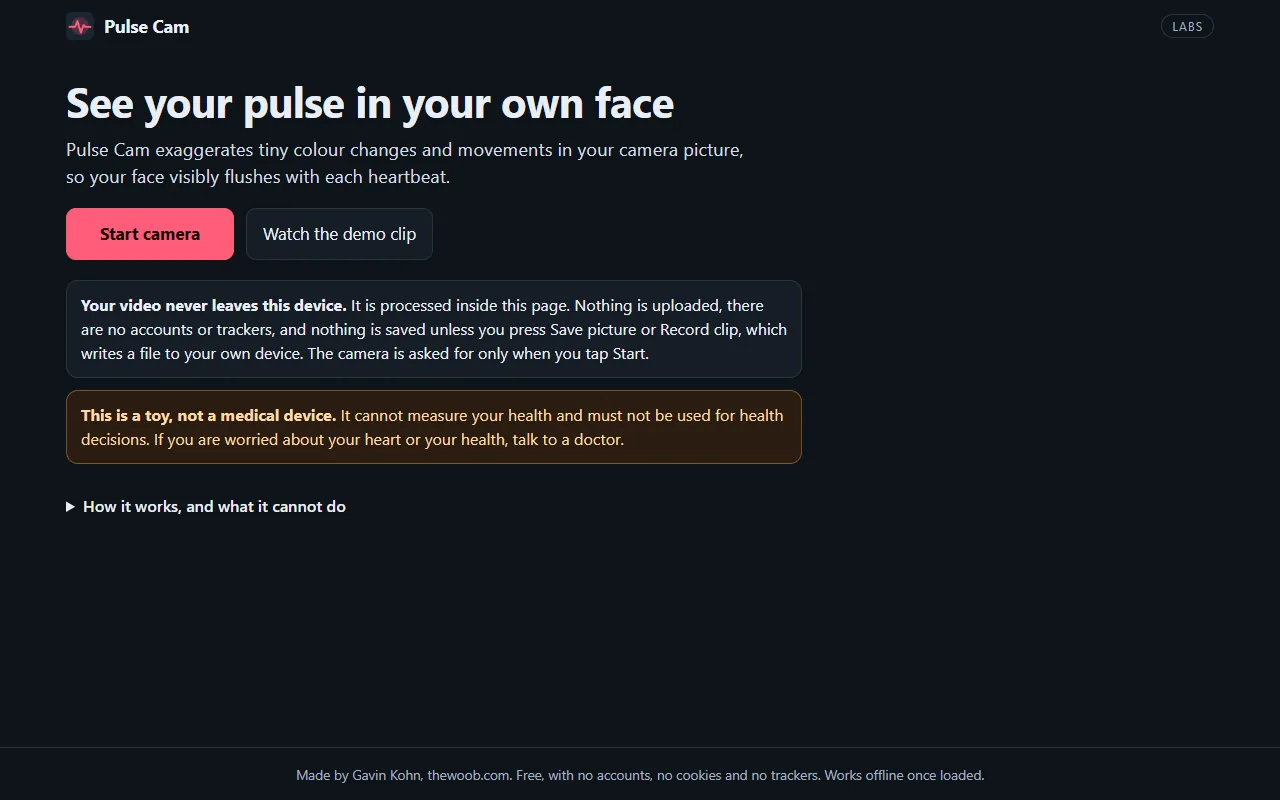 Pulse Cam
LABS
See your pulse in your own face
Pulse Cam exaggerates tiny colour changes and movements in your camera picture,
so your face visibly flushes with each heartbeat.
Start camera
Watch the demo clip
Your video never leaves this device. It is processed inside this page. Nothing is uploaded, there
are no accounts or trackers, and nothing is saved unless you press Save picture or Record clip, which
writes a file to your own device. The camera is asked for only when you tap Start.
This is a toy, not a medical device. It cannot measure your health and must not be used for health
decisions. If you are worried about your heart or your health, talk to a doctor.
How it works, and what it cannot do
Made by Gavin Kohn, thewoob.com. Free, with no accounts, no cookies and no trackers. Works offline once loaded.